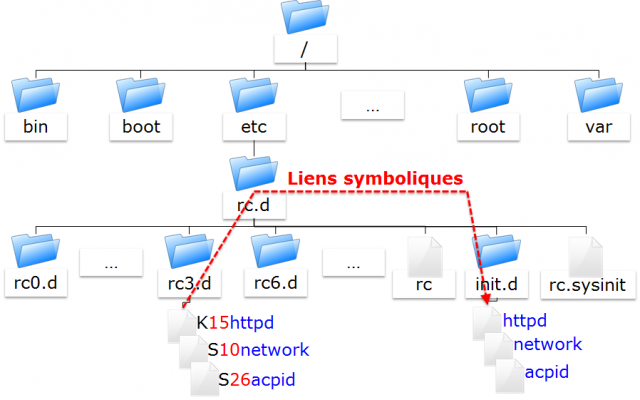 /
bin boot etc ... root var
Liens symboliques
rc.d
rc0.d ... rc3.d rc6.d ... rc init.d rc.sysinit
K15httpd httpd
S10network network
S26acpid acpid